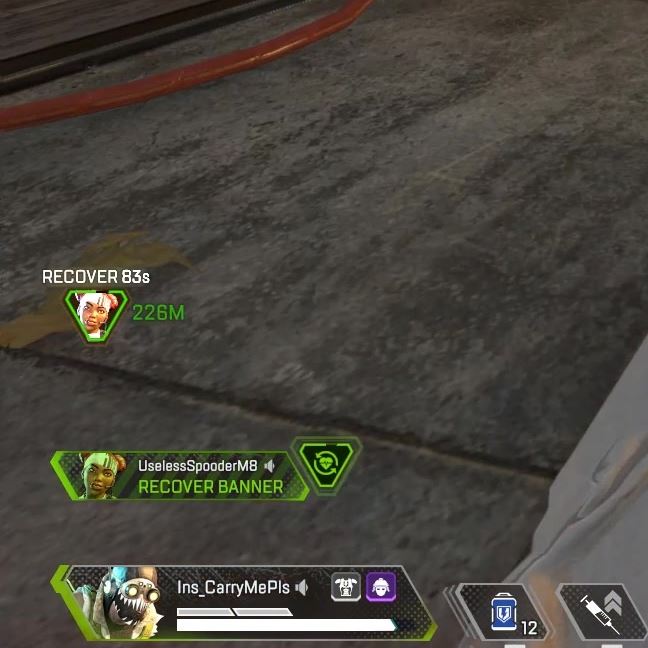 RECOVER 83s
226M
UselessSpooderM8
RECOVER BANNER
Ins_CarryMePls
12